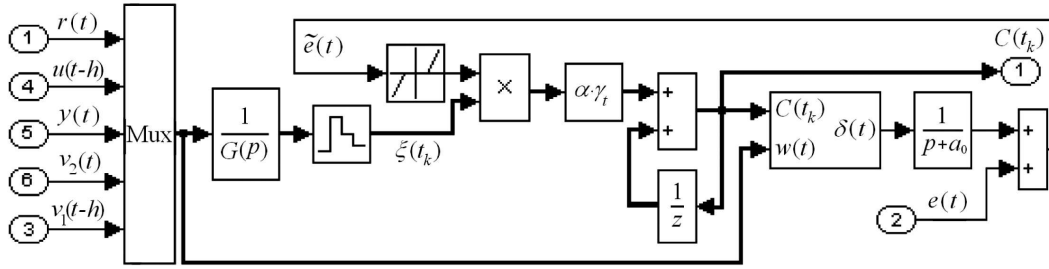 1 r(t)
4 u(t-h)
5 y(t)
6 v₂(t)
3 v₁(t-h)
Mux
1
G(p)
ẽ(t)
ξ(tₖ)
×
α·γₜ
+
+
1
z
C(tₖ)
w(t)
δ(t)
1
p+a₀
C(tₖ)
1
2 e(t)
+
+